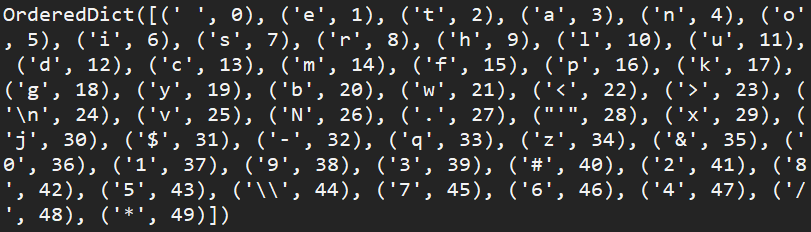 OrderedDict([(' ', 0), ('e', 1), ('t', 2), ('a', 3), ('n', 4), ('o'
, 5), ('i', 6), ('s', 7), ('r', 8), ('h', 9), ('l', 10), ('u', 11),
 ('d', 12), ('c', 13), ('m', 14), ('f', 15), ('p', 16), ('k', 17),
('g', 18), ('y', 19), ('b', 20), ('w', 21), ('<', 22), ('>', 23), (
'\n', 24), ('v', 25), ('N', 26), ('.', 27), ("'", 28), ('x', 29), (
'j', 30), ('$', 31), ('-', 32), ('q', 33), ('z', 34), ('&', 35), ('
0', 36), ('1', 37), ('9', 38), ('3', 39), ('#', 40), ('2', 41), ('8
', 42), ('5', 43), ('\\', 44), ('7', 45), ('6', 46), ('4', 47), ('/
', 48), ('*', 49)])